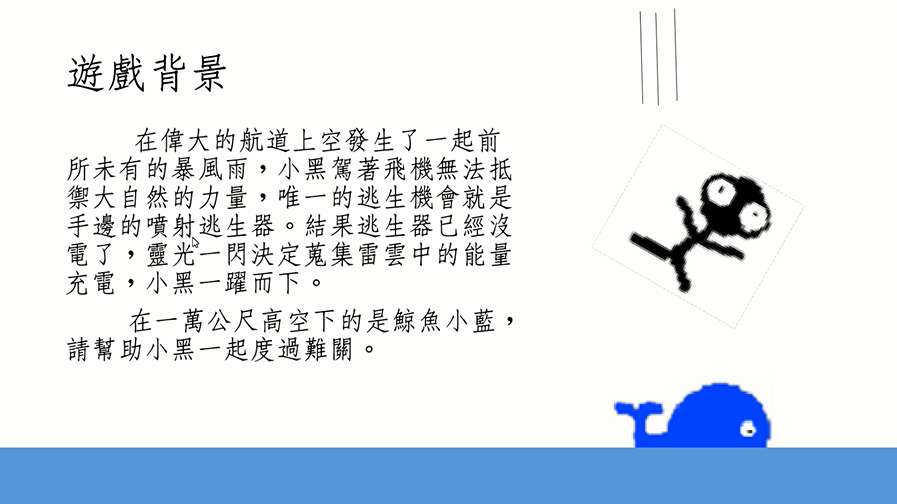 遊戲背景
在偉大的航道上空發生了一起前
所未有的暴風雨，小黑駕著飛機無法抵
禦大自然的力量，唯一的逃生機會就是
手邊的噴射逃生器。結果逃生器已經沒
電了，靈光一閃決定蒐集雷雲中的能量
充電，小黑一躍而下。
在一萬公尺高空下的是鯨魚小藍，
請幫助小黑一起度過難關。